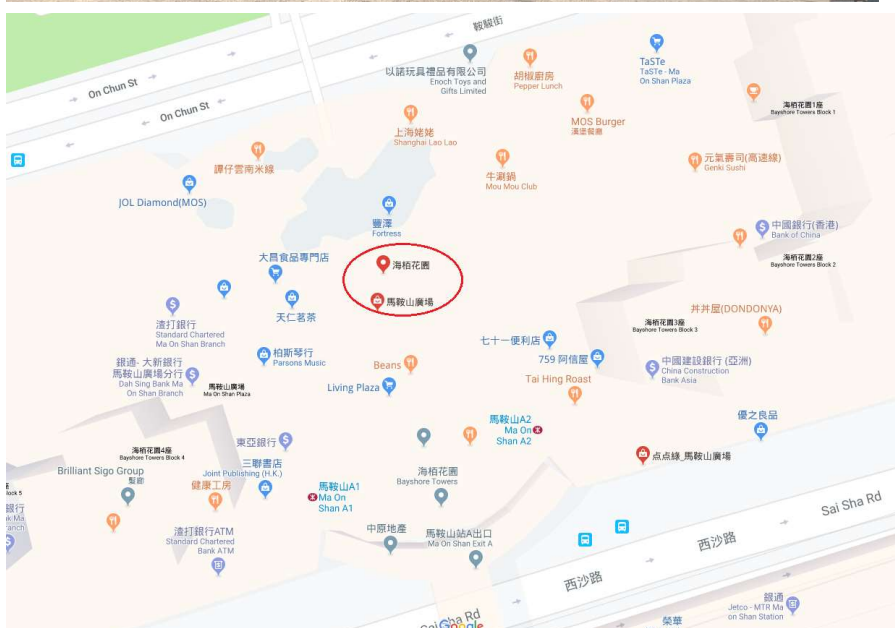 鞍駿街
On Chun St
On Chun St
以諾玩具禮品有限公司
Enoch Toys and
Gifts Limited
胡椒廚房
Pepper Lunch
TaSTe
TaSTe - Ma
On Shan Plaza
海栢花園1座
Bayshore Towers Block 1
MOS Burger
漢堡餐廳
上海姥姥
Shanghai Lao Lao
譚仔雲南米線
牛涮鍋
Mou Mou Club
元氣壽司(高速線)
Genki Sushi
JOL Diamond(MOS)
豐澤
Fortress
中國銀行(香港)
Bank of China
大昌食品專門店
海栢花園
海栢花園2座
Bayshore Towers Block 2
馬鞍山廣場
天仁茗茶
渣打銀行
Standard Chartered
Ma On Shan Branch
丼丼屋(DONDONYA)
海栢花園3座
Bayshore Towers Block 3
七十一便利店
柏斯琴行
Parsons Music
759 阿信屋
中國建設銀行 (亞洲)
China Construction
Bank Asia
銀通- 大新銀行
馬鞍山廣場分行
Dah Sing Bank Ma
On Shan Branch
Beans
Tai Hing Roast
馬鞍山廣場
Ma On Shan Plaza
Living Plaza
優之良品
馬鞍山A2
Ma On
Shan A2
東亞銀行
海栢花園4座
Bayshore Towers Block 4
点点綠_馬鞍山廣場
三聯書店
Joint Publishing (H.K.)
海栢花園
Bayshore Towers
Brilliant Sigo Group
髮廊
健康工房
馬鞍山A1
Ma On
Shan A1
lock 5
銀行
Sai Sha Rd
渣打銀行ATM
Standard Chartered
Bank ATM
中原地產
馬鞍山站A出口
Ma On Shan Exit A
西沙路
西沙路
銀通
Jetco - MTR Ma
on Shan Station
Sai Sha Rd
Google
榮華